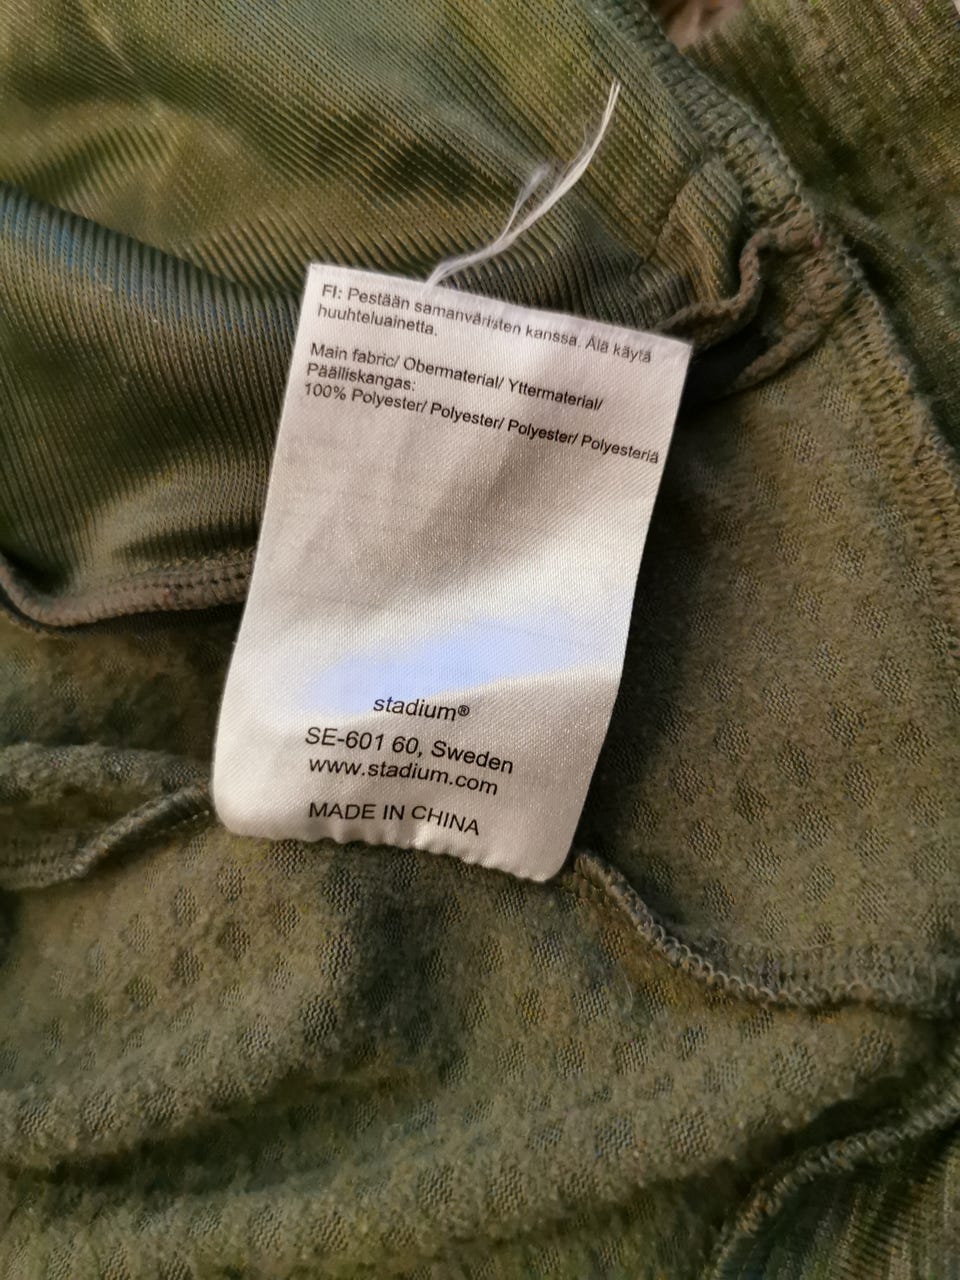 FI: Pestään samanväristen kanssa. Älä käytä
huuhteluainetta.
Main fabric/ Obermaterial/ Yttermaterial/
Päälliskangas:
100% Polyester/ Polyester/ Polyester/ Polyesteriä
stadium®
SE-601 60, Sweden
www.stadium.com
MADE IN CHINA